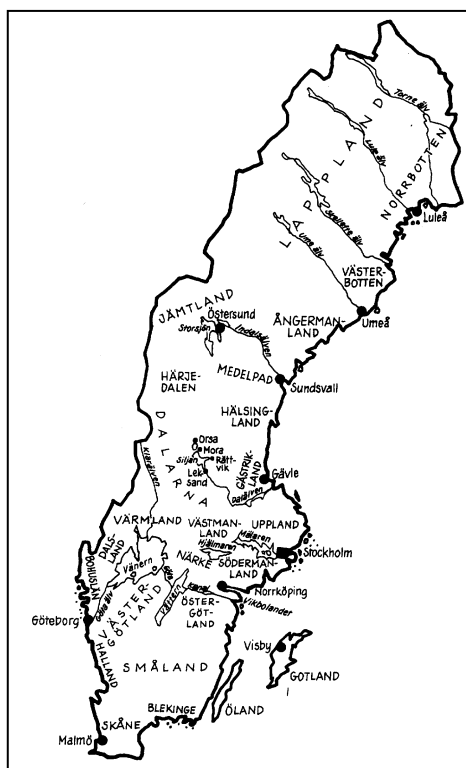 Torne älv
Lule älv
LAPPLAND
NORRBOTTEN
Luleå
Skellefte älv
Ume älv
VÄSTER-
BOTTEN
Umeå
ÅNGERMAN-
LAND
JÄMTLAND
Östersund
Storsjön
Indalsälven
MEDELPAD
Sundsvall
HÄRJE-
DALEN
HÄLSING-
LAND
DALARNA
Orsa
Mora
Siljan
Rätt-
vik
Lek-
sand
Klarälven
GÄSTRIK-
LAND
Gävle
Dalälven
VÄRMLAND
VÄSTMAN-
LAND
UPPLAND
Mälaren
Hjälmaren
Stockholm
DALS-
LAND
NÄRKE
SÖDERMAN-
LAND
BOHUSLÄN
Vänern
Göta
kanal
Göta älv
Vättern
Norrköping
Vikbolandet
VÄSTER-
GÖTLAND
ÖSTER-
GÖT-
LAND
Göteborg
HALLAND
SMÅLAND
Visby
GOTLAND
ÖLAND
BLEKINGE
SKÅNE
Malmö